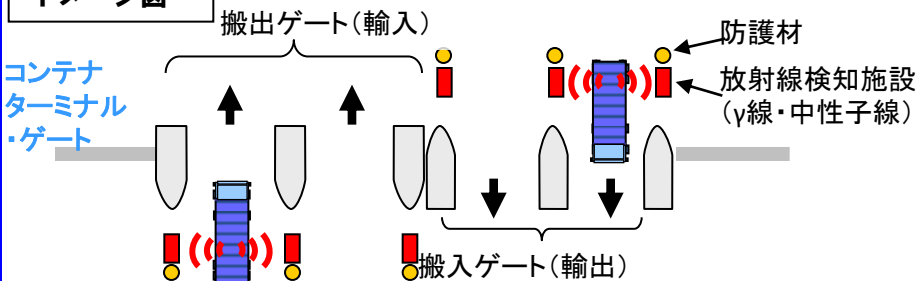 イメージ図
搬出ゲート（輸入）
防護材
コンテナ
ターミナル
・ゲート
放射線検知施設
（γ線・中性子線）
搬入ゲート（輸出）